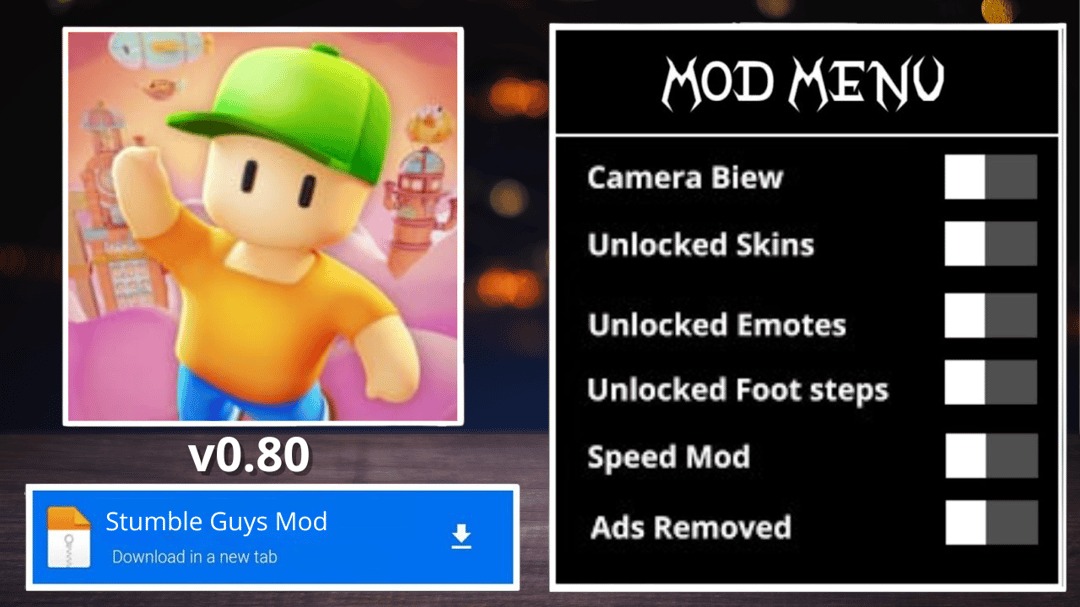 MOD MENU
Camera Biew
Unlocked Skins
Unlocked Emotes
Unlocked Foot steps
Speed Mod
Ads Removed
v0.80
Stumble Guys Mod
Download in a new tab